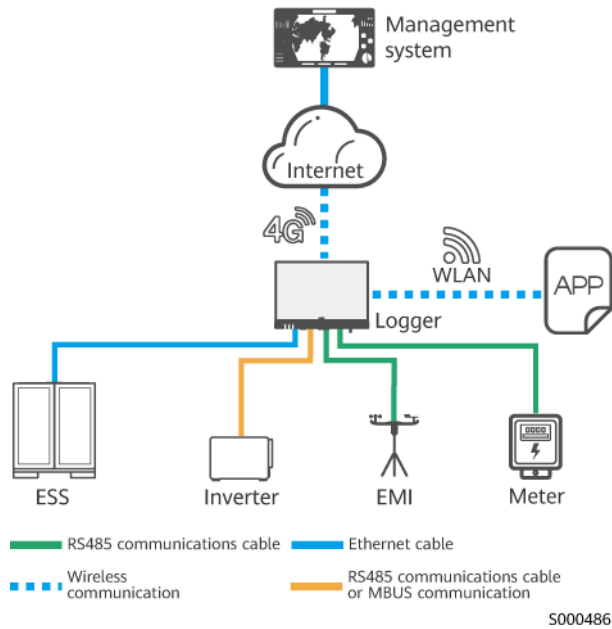 Management
system
Internet
4G
WLAN
APP
Logger
ESS
Inverter
EMI
Meter
RS485 communications cable
Ethernet cable
Wireless
communication
RS485 communications cable
or MBUS communication
S000486